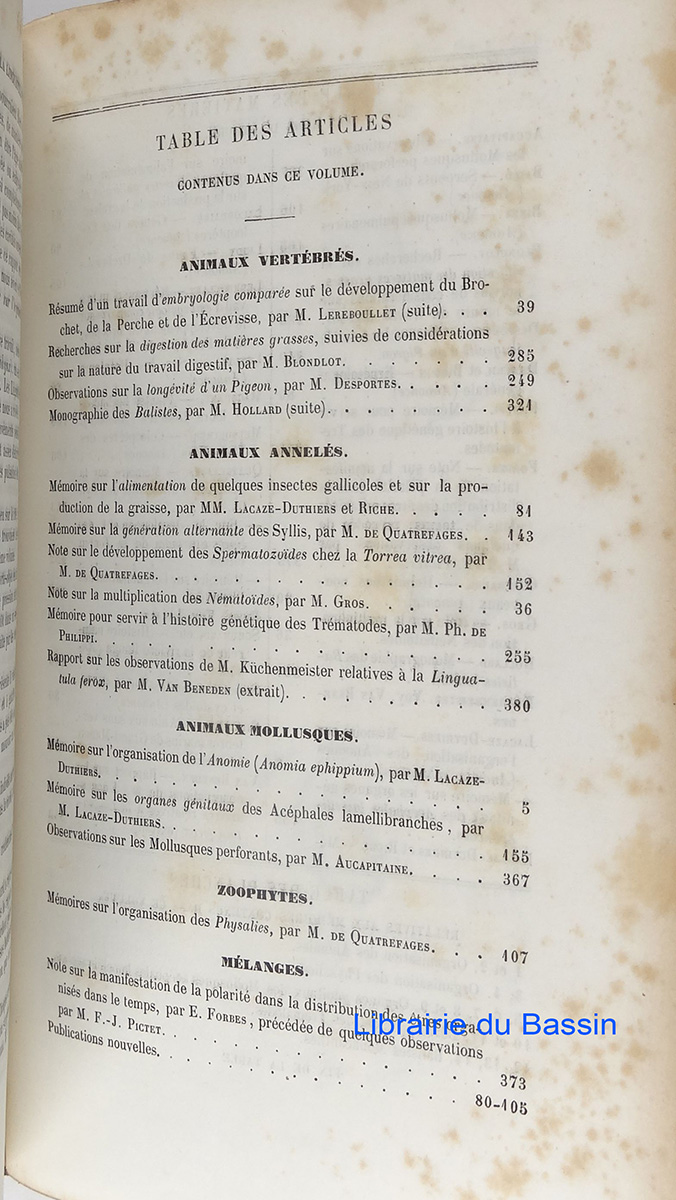 TABLE DES ARTICLES
CONTENUS DANS CE VOLUME.
ANIMAUX VERTÉBRÉS.
Résumé d'un travail d'embryologie comparée sur le développement du Bro-
chet, de la Perche et de l'Écrevisse, par M. LEREBOULLET (suite). . . 39
Recherches sur la digestion des matières grasses, suivies de considérations
sur la nature du travail digestif, par M. BLONDLOT. . . . . . . 285
Observations sur la longévité d'un Pigeon, par M. DESPORTES. . . . . 249
Monographie des Balistes, par M. HOLLARD (suite). . . . . . . . 321
ANIMAUX ANNELÉS.
Mémoire sur l'alimentation de quelques insectes gallicoles et sur la pro-
duction de la graisse, par MM. LACAZE-DUTHIERS et RICHE. . . . . 81
Mémoire sur la génération alternante des Syllis, par M. DE QUATREFAGES. . 143
Note sur le développement des Spermatozoïdes chez la Torrea vitrea, par
M. DE QUATREFAGES. . . . . . . . . . . . . . . 152
Note sur la multiplication des Nématoïdes, par M. GROS. . . . . . 36
Mémoire pour servir à l'histoire génétique des Trématodes, par M. Ph. DE
PHILIPPI. . . . . . . . . . . . . . . . . . 255
Rapport sur les observations de M. Küchenmeister relatives à la Lingua-
tula ferox, par M. VAN BENEDEN (extrait). . . . . . . . . 380
ANIMAUX MOLLUSQUES.
Mémoire sur l'organisation de l'Anomie (Anomia ephippium), par M. LACAZE-
DUTHIERS. . . . . . . . . . . . . . . . . . 5
Mémoire sur les organes génitaux des Acéphales lamellibranches, par
M. LACAZE-DUTHIERS. . . . . . . . . . . . . . . 155
Observations sur les Mollusques perforants, par M. AUCAPITAINE. . . . . 367
ZOOPHYTES.
Mémoires sur l'organisation des Physalies, par M. DE QUATREFAGES. . . 107
MÉLANGES.
Note sur la manifestation de la polarité dans la distribution des êtres orga-
nisés dans le temps, par E. FORBES, précédée de quelques observations
par M. F.-J. PICTET. . . . . . . . . . . . . . . 373
Publications nouvelles. . . . . . . . . . . . . . 80-105
Librairie du Bassin